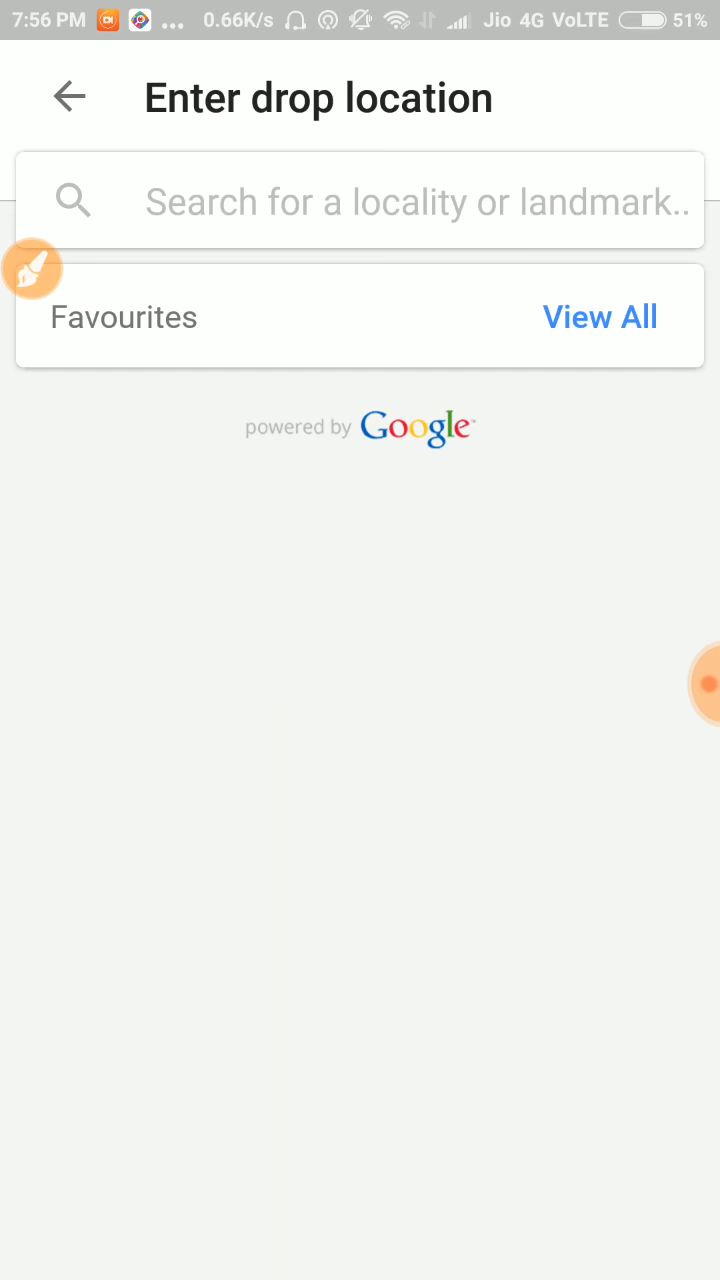 7:56 PM ... 0.66K/s Jio 4G VoLTE 51%
Enter drop location
Search for a locality or landmark..
Favourites View All
powered by Google